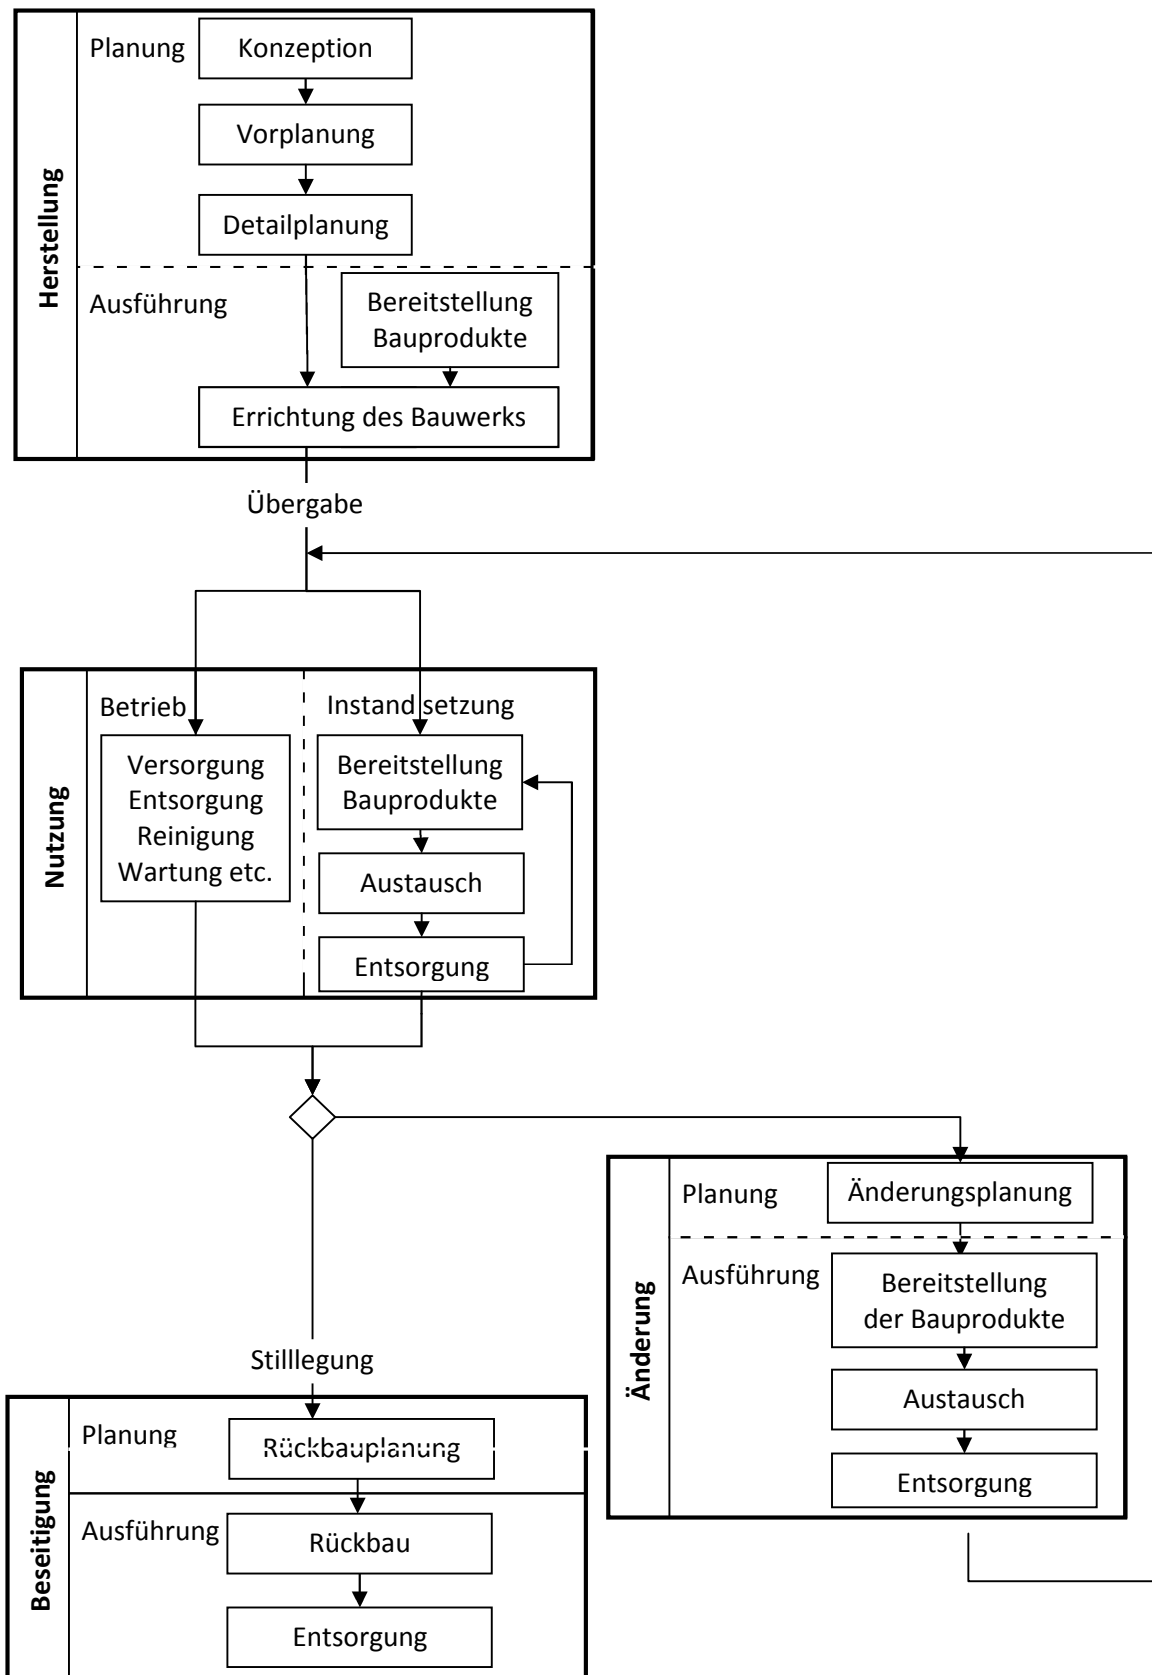 Herstellung
Planung
Konzeption
Vorplanung
Detailplanung
Ausführung
Bereitstellung
Bauprodukte
Errichtung des Bauwerks
Übergabe
Nutzung
Betrieb
Versorgung
Entsorgung
Reinigung
Wartung etc.
Instand setzung
Bereitstellung
Bauprodukte
Austausch
Entsorgung
Änderung
Planung
Änderungsplanung
Ausführung
Bereitstellung
der Bauprodukte
Austausch
Entsorgung
Stilllegung
Beseitigung
Planung
Rückbauplanung
Ausführung
Rückbau
Entsorgung